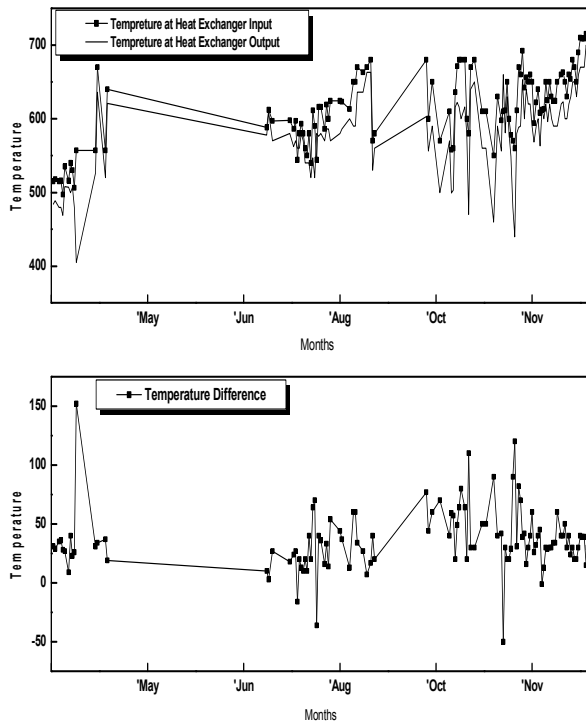 Tempreture at Heat Exchanger Input
Tempreture at Heat Exchanger Output
700
600
500
400
Temperature
'May
'Jun
'Aug
'Oct
'Nov
Months
Temperature Difference
150
100
50
0
-50
Temperature
'May
'Jun
'Aug
'Oct
'Nov
Months